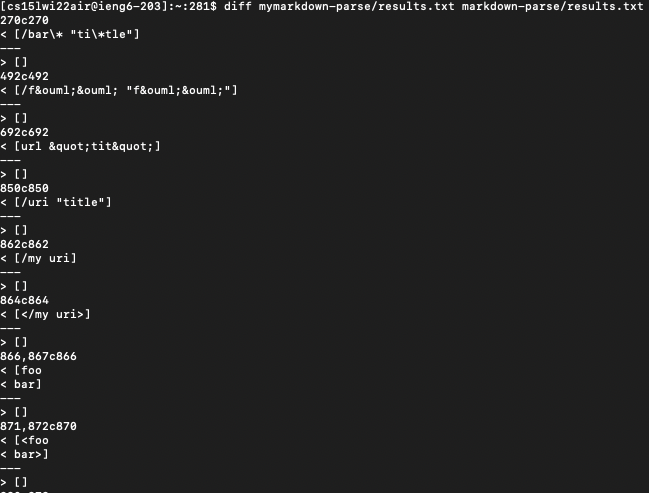 [cs15lwi22air@ieng6-203]:~:281$ diff mymarkdown-parse/results.txt markdown-parse/results.txt
270c270
< [/bar\* "ti\*tle"]
---
> []
492c492
< [/f&ouml;&ouml; "f&ouml;&ouml;"]
---
> []
692c692
< [url &quot;tit&quot;]
---
> []
850c850
< [/uri "title"]
---
> []
862c862
< [/my uri]
---
> []
864c864
< [</my uri>]
---
> []
866,867c866
< [foo
< bar]
---
> []
871,872c870
< [<foo
< bar>]
---
> []